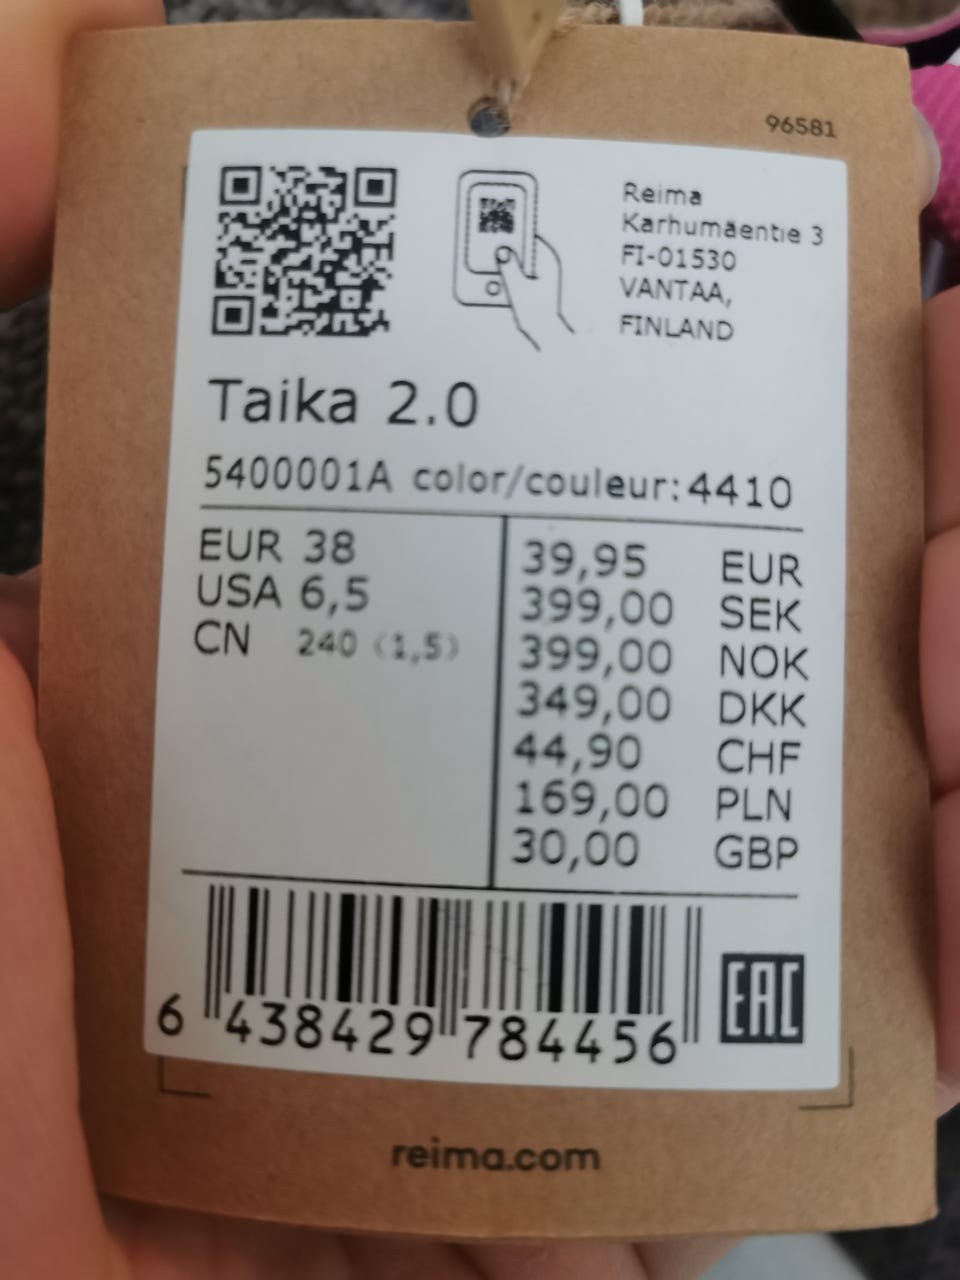 96581
Reima
Karhumäentie 3
FI-01530
VANTAA,
FINLAND
Taika 2.0
5400001A color/couleur:4410
EUR 38
USA 6,5
CN 240 (1,5)
39,95 EUR
399,00 SEK
399,00 NOK
349,00 DKK
44,90 CHF
169,00 PLN
30,00 GBP
6 438429 784456
EAC
reima.com